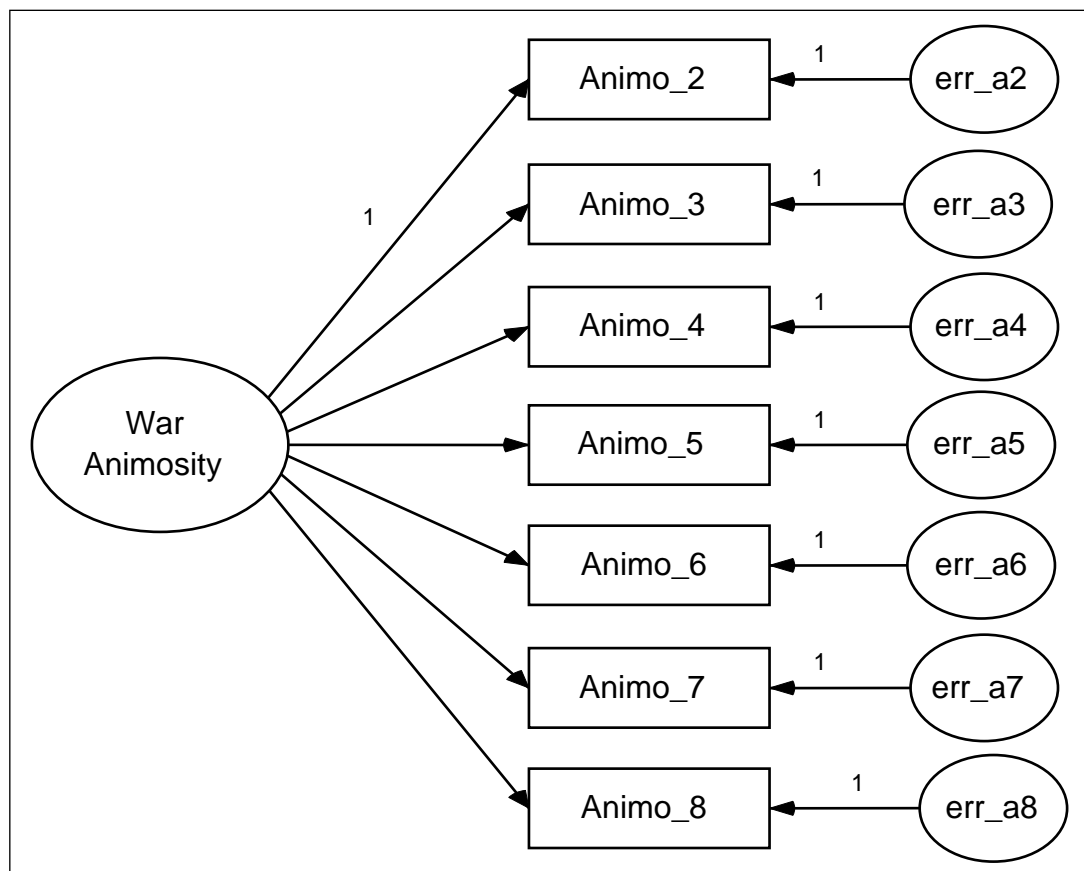 Animo_2
1
err_a2
Animo_3
1
err_a3
1
Animo_4
1
err_a4
War
Animosity
Animo_5
1
err_a5
Animo_6
1
err_a6
Animo_7
1
err_a7
Animo_8
1
err_a8